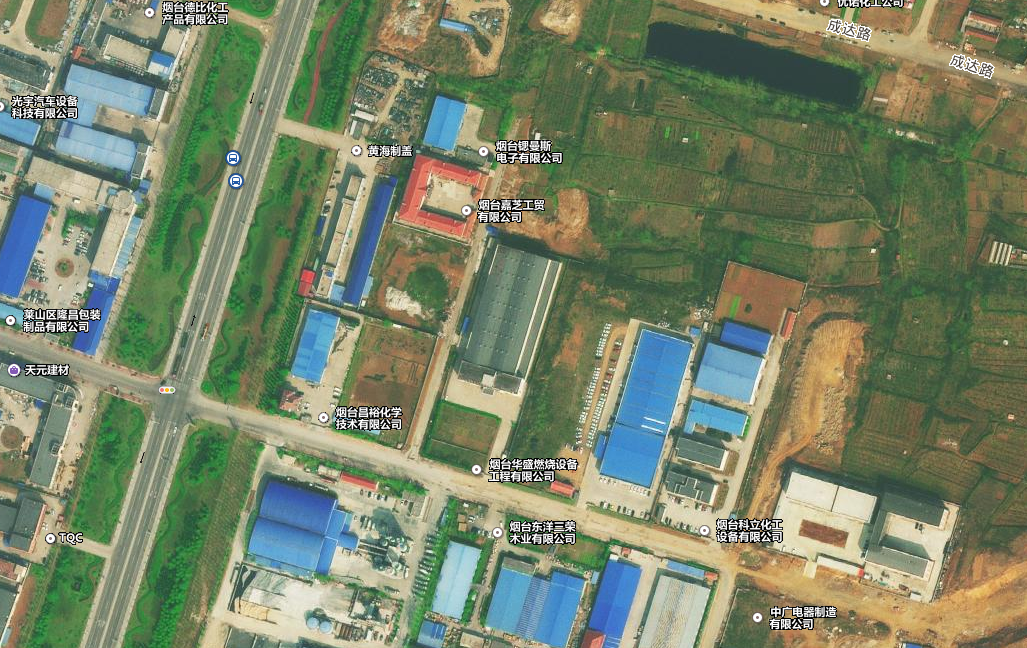 烟台德比化工
产品有限公司
优诺化工公司
成达路
成达路
光宇汽车设备
科技有限公司
黄海制盖
烟台锶曼斯
电子有限公司
烟台嘉芝工贸
有限公司
莱山区隆昌包装
制品有限公司
天元建材
烟台昌裕化学
技术有限公司
烟台华盛燃烧设备
工程有限公司
TQC
烟台东洋三荣
木业有限公司
烟台科立化工
设备有限公司
中广电器制造
有限公司